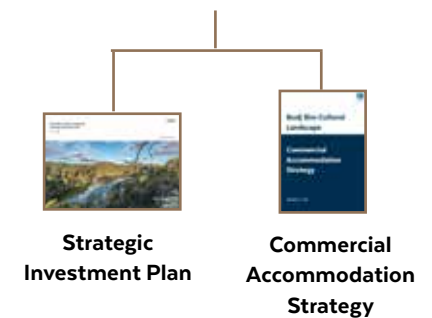 Budj Bim Cultural
Landscape
Commercial
Accommodation
Strategy
Strategic
Investment Plan
Commercial
Accommodation
Strategy